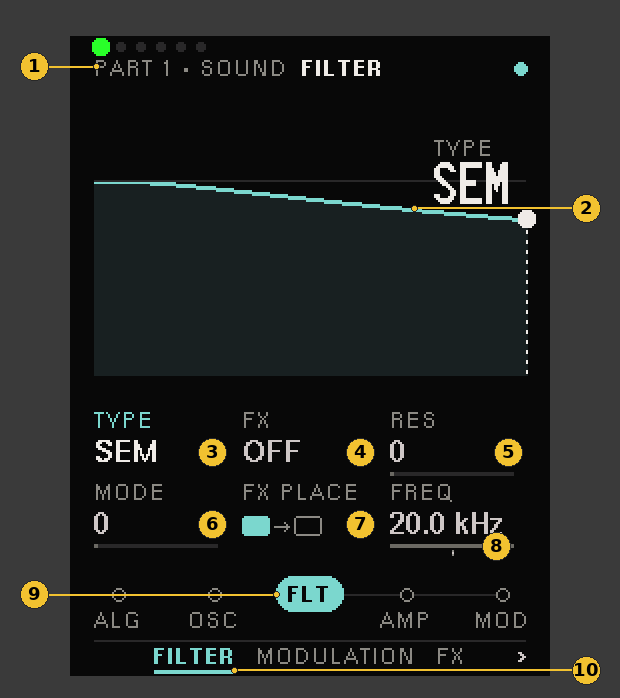 1 PART 1 · SOUND FILTER
TYPE
SEM
2
TYPE FX RES
SEM 3 OFF 4 0 5
MODE FX PLACE FREQ
0 6 → 7 20.0 kHz
8
9 FLT
ALG OSC AMP MOD
FILTER MODULATION FX >
10